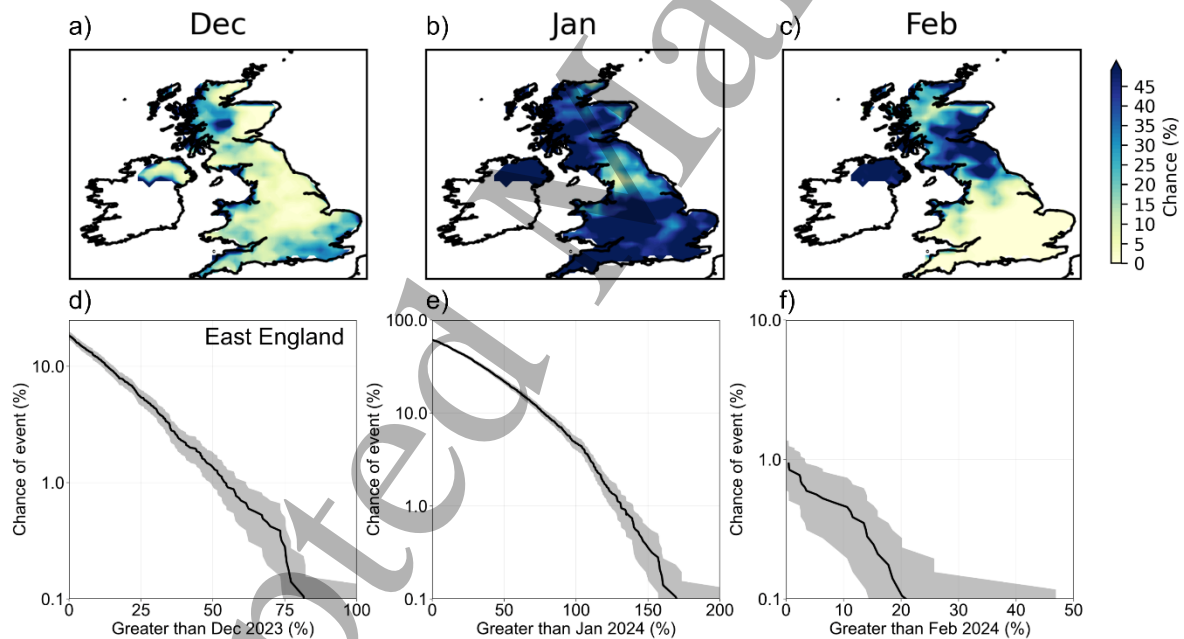 a) Dec b) Jan c) Feb
45
40
35
30
25
20
15
10
5
0
Chance (%)
d) e) f)
East England
10.0
1.0
0.1
Chance of event (%)
0 25 50 75 100
Greater than Dec 2023 (%)
100.0
10.0
1.0
0.1
Chance of event (%)
0 50 100 150 200
Greater than Jan 2024 (%)
10.0
1.0
0.1
Chance of event (%)
0 10 20 30 40 50
Greater than Feb 2024 (%)